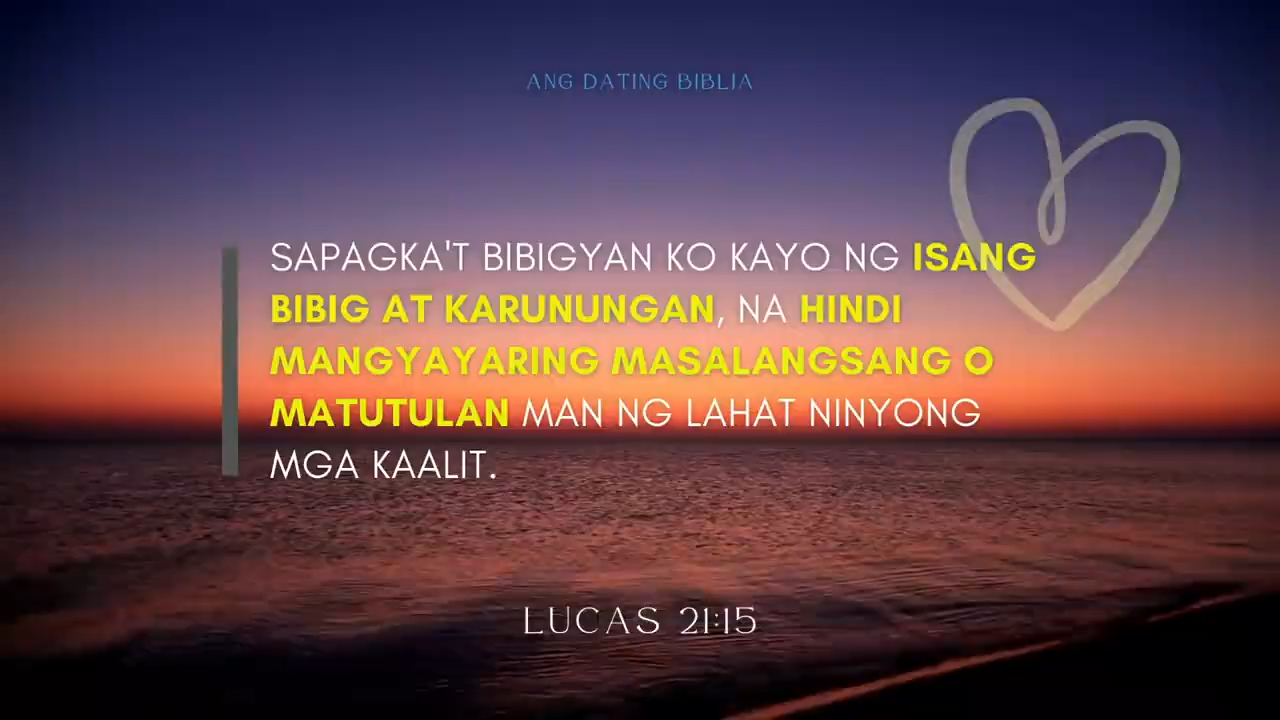 ANG DATING BIBLIA
SAPAGKA'T BIBIGYAN KO KAYO NG ISANG
BIBIG AT KARUNUNGAN, NA HINDI
MANGYAYARING MASALANGSANG O
MATUTULAN MAN NG LAHAT NINYONG
MGA KAALIT.
LUCAS 21:15